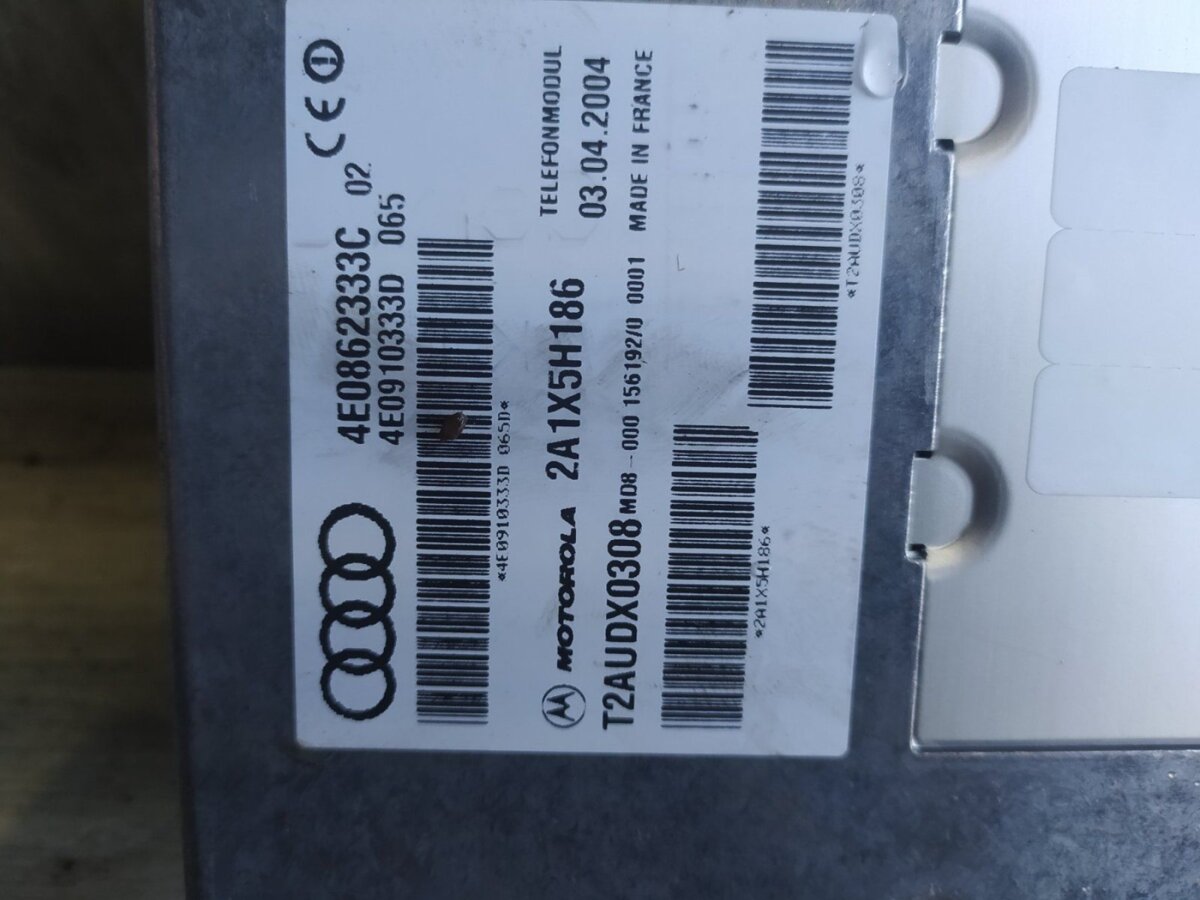 4E0862333C 02.
4E0910333D 065
*4E0910333D 065D*
MOTOROLA 2A1X5H186 TELEFONMODUL
03.04.2004
T2AUDX0308 MD8-000 156192/0 0001 MADE IN FRANCE
*2A1X5H186*
*T2AUDX0308*